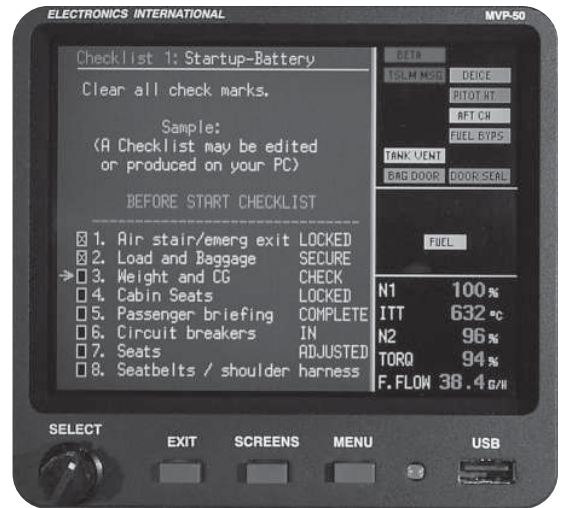 ELECTRONICS INTERNATIONAL
MVP-50
Checklist 1: Startup-Battery
Clear all check marks.
Sample:
(A Checklist may be edited
or produced on your PC)
BEFORE START CHECKLIST
1. Air stair/emerg exit LOCKED
2. Load and Baggage SECURE
3. Weight and CG CHECK
4. Cabin Seats LOCKED
5. Passenger briefing COMPLETE
6. Circuit breakers IN
7. Seats ADJUSTED
8. Seatbelts / shoulder harness
BETA
TSLM MSG DEICE
PITOT HT
AFT CH
FUEL BYPS
TANK VENT
BAG DOOR DOOR SEAL
FUEL
N1 100 %
ITT 632 °C
N2 96 %
TORQ 94 %
F.FLOW 38.4 G/H
SELECT
EXIT
SCREENS
MENU
USB